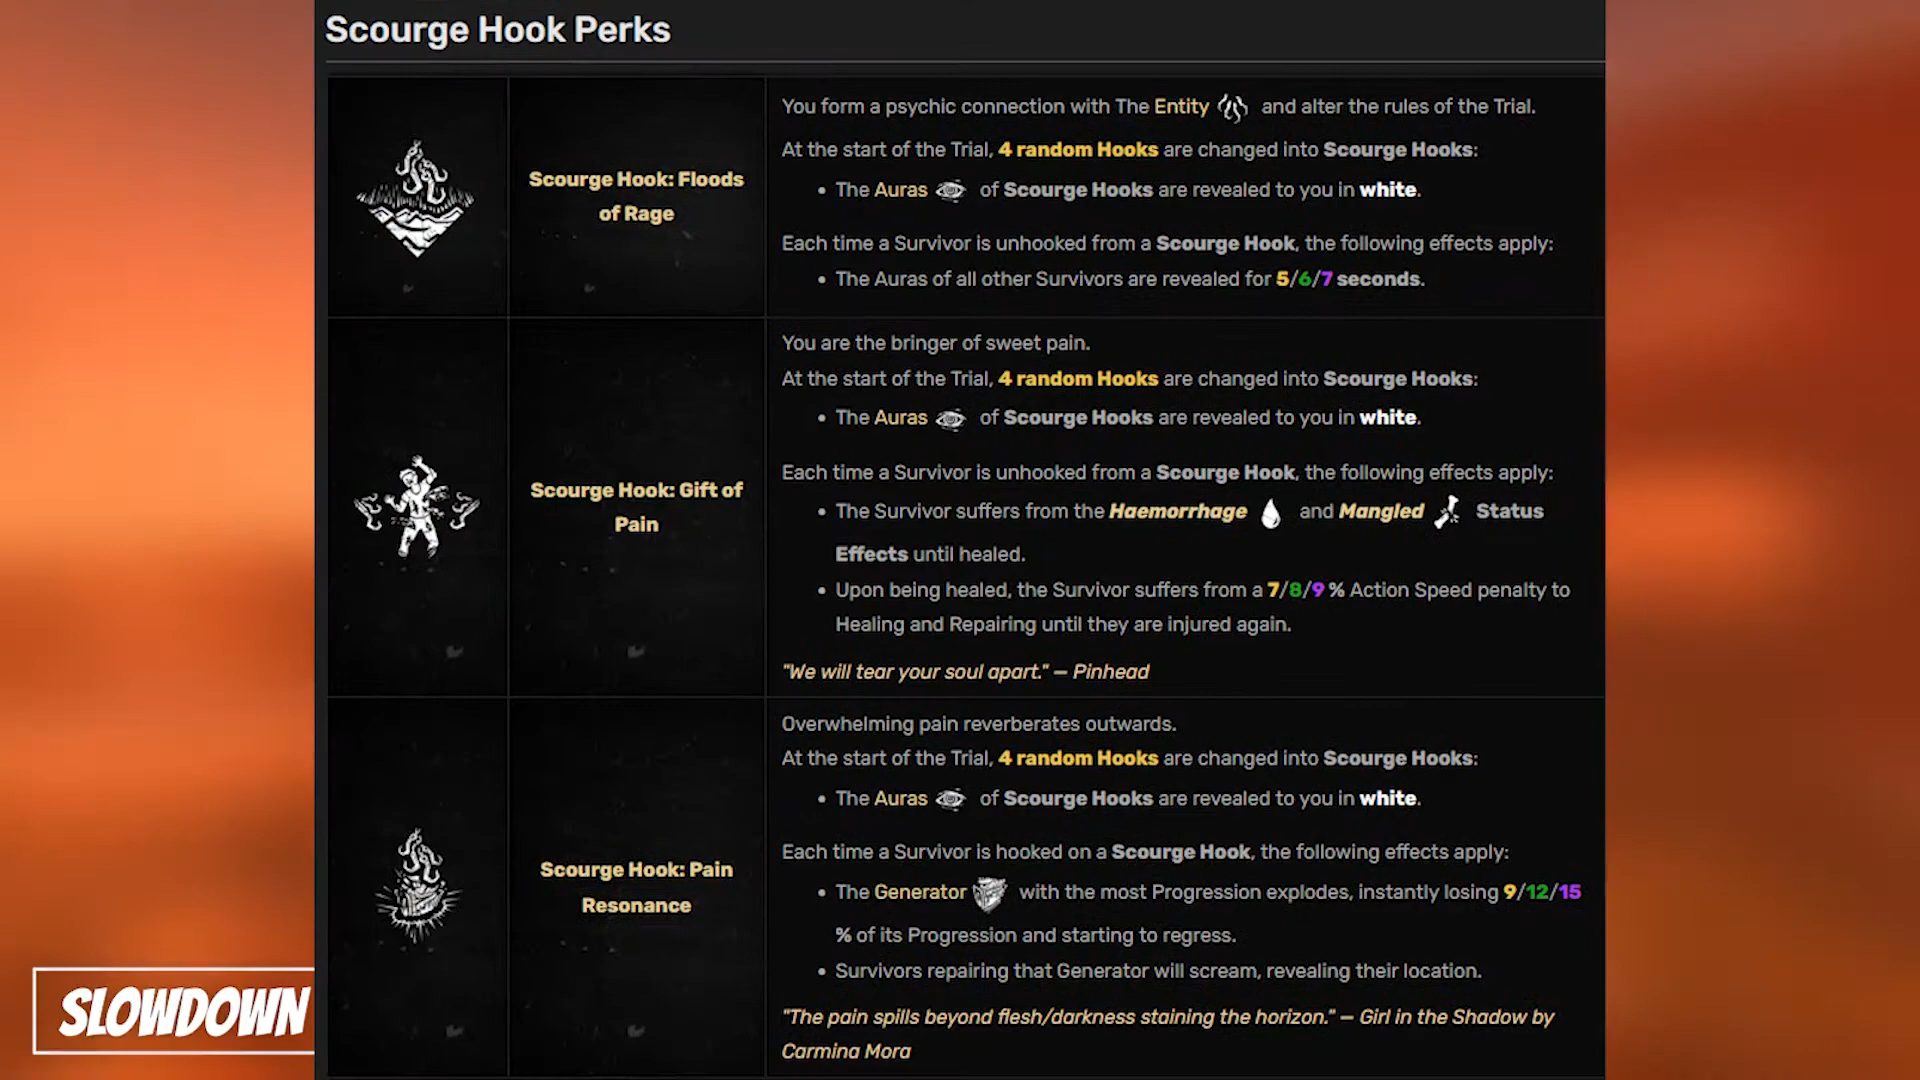 Scourge Hook Perks
Scourge Hook: Floods
of Rage
You form a psychic connection with The Entity and alter the rules of the Trial.
At the start of the Trial, 4 random Hooks are changed into Scourge Hooks:
• The Auras of Scourge Hooks are revealed to you in white.
Each time a Survivor is unhooked from a Scourge Hook, the following effects apply:
• The Auras of all other Survivors are revealed for 5/6/7 seconds.
Scourge Hook: Gift of
Pain
You are the bringer of sweet pain.
At the start of the Trial, 4 random Hooks are changed into Scourge Hooks:
• The Auras of Scourge Hooks are revealed to you in white.
Each time a Survivor is unhooked from a Scourge Hook, the following effects apply:
• The Survivor suffers from the Haemorrhage and Mangled Status
Effects until healed.
• Upon being healed, the Survivor suffers from a 7/8/9 % Action Speed penalty to
Healing and Repairing until they are injured again.
"We will tear your soul apart." — Pinhead
Scourge Hook: Pain
Resonance
Overwhelming pain reverberates outwards.
At the start of the Trial, 4 random Hooks are changed into Scourge Hooks:
• The Auras of Scourge Hooks are revealed to you in white.
Each time a Survivor is hooked on a Scourge Hook, the following effects apply:
• The Generator with the most Progression explodes, instantly losing 9/12/15
% of its Progression and starting to regress.
• Survivors repairing that Generator will scream, revealing their location.
"The pain spills beyond flesh/darkness staining the horizon." — Girl in the Shadow by
Carmina Mora
SLOWDOWN